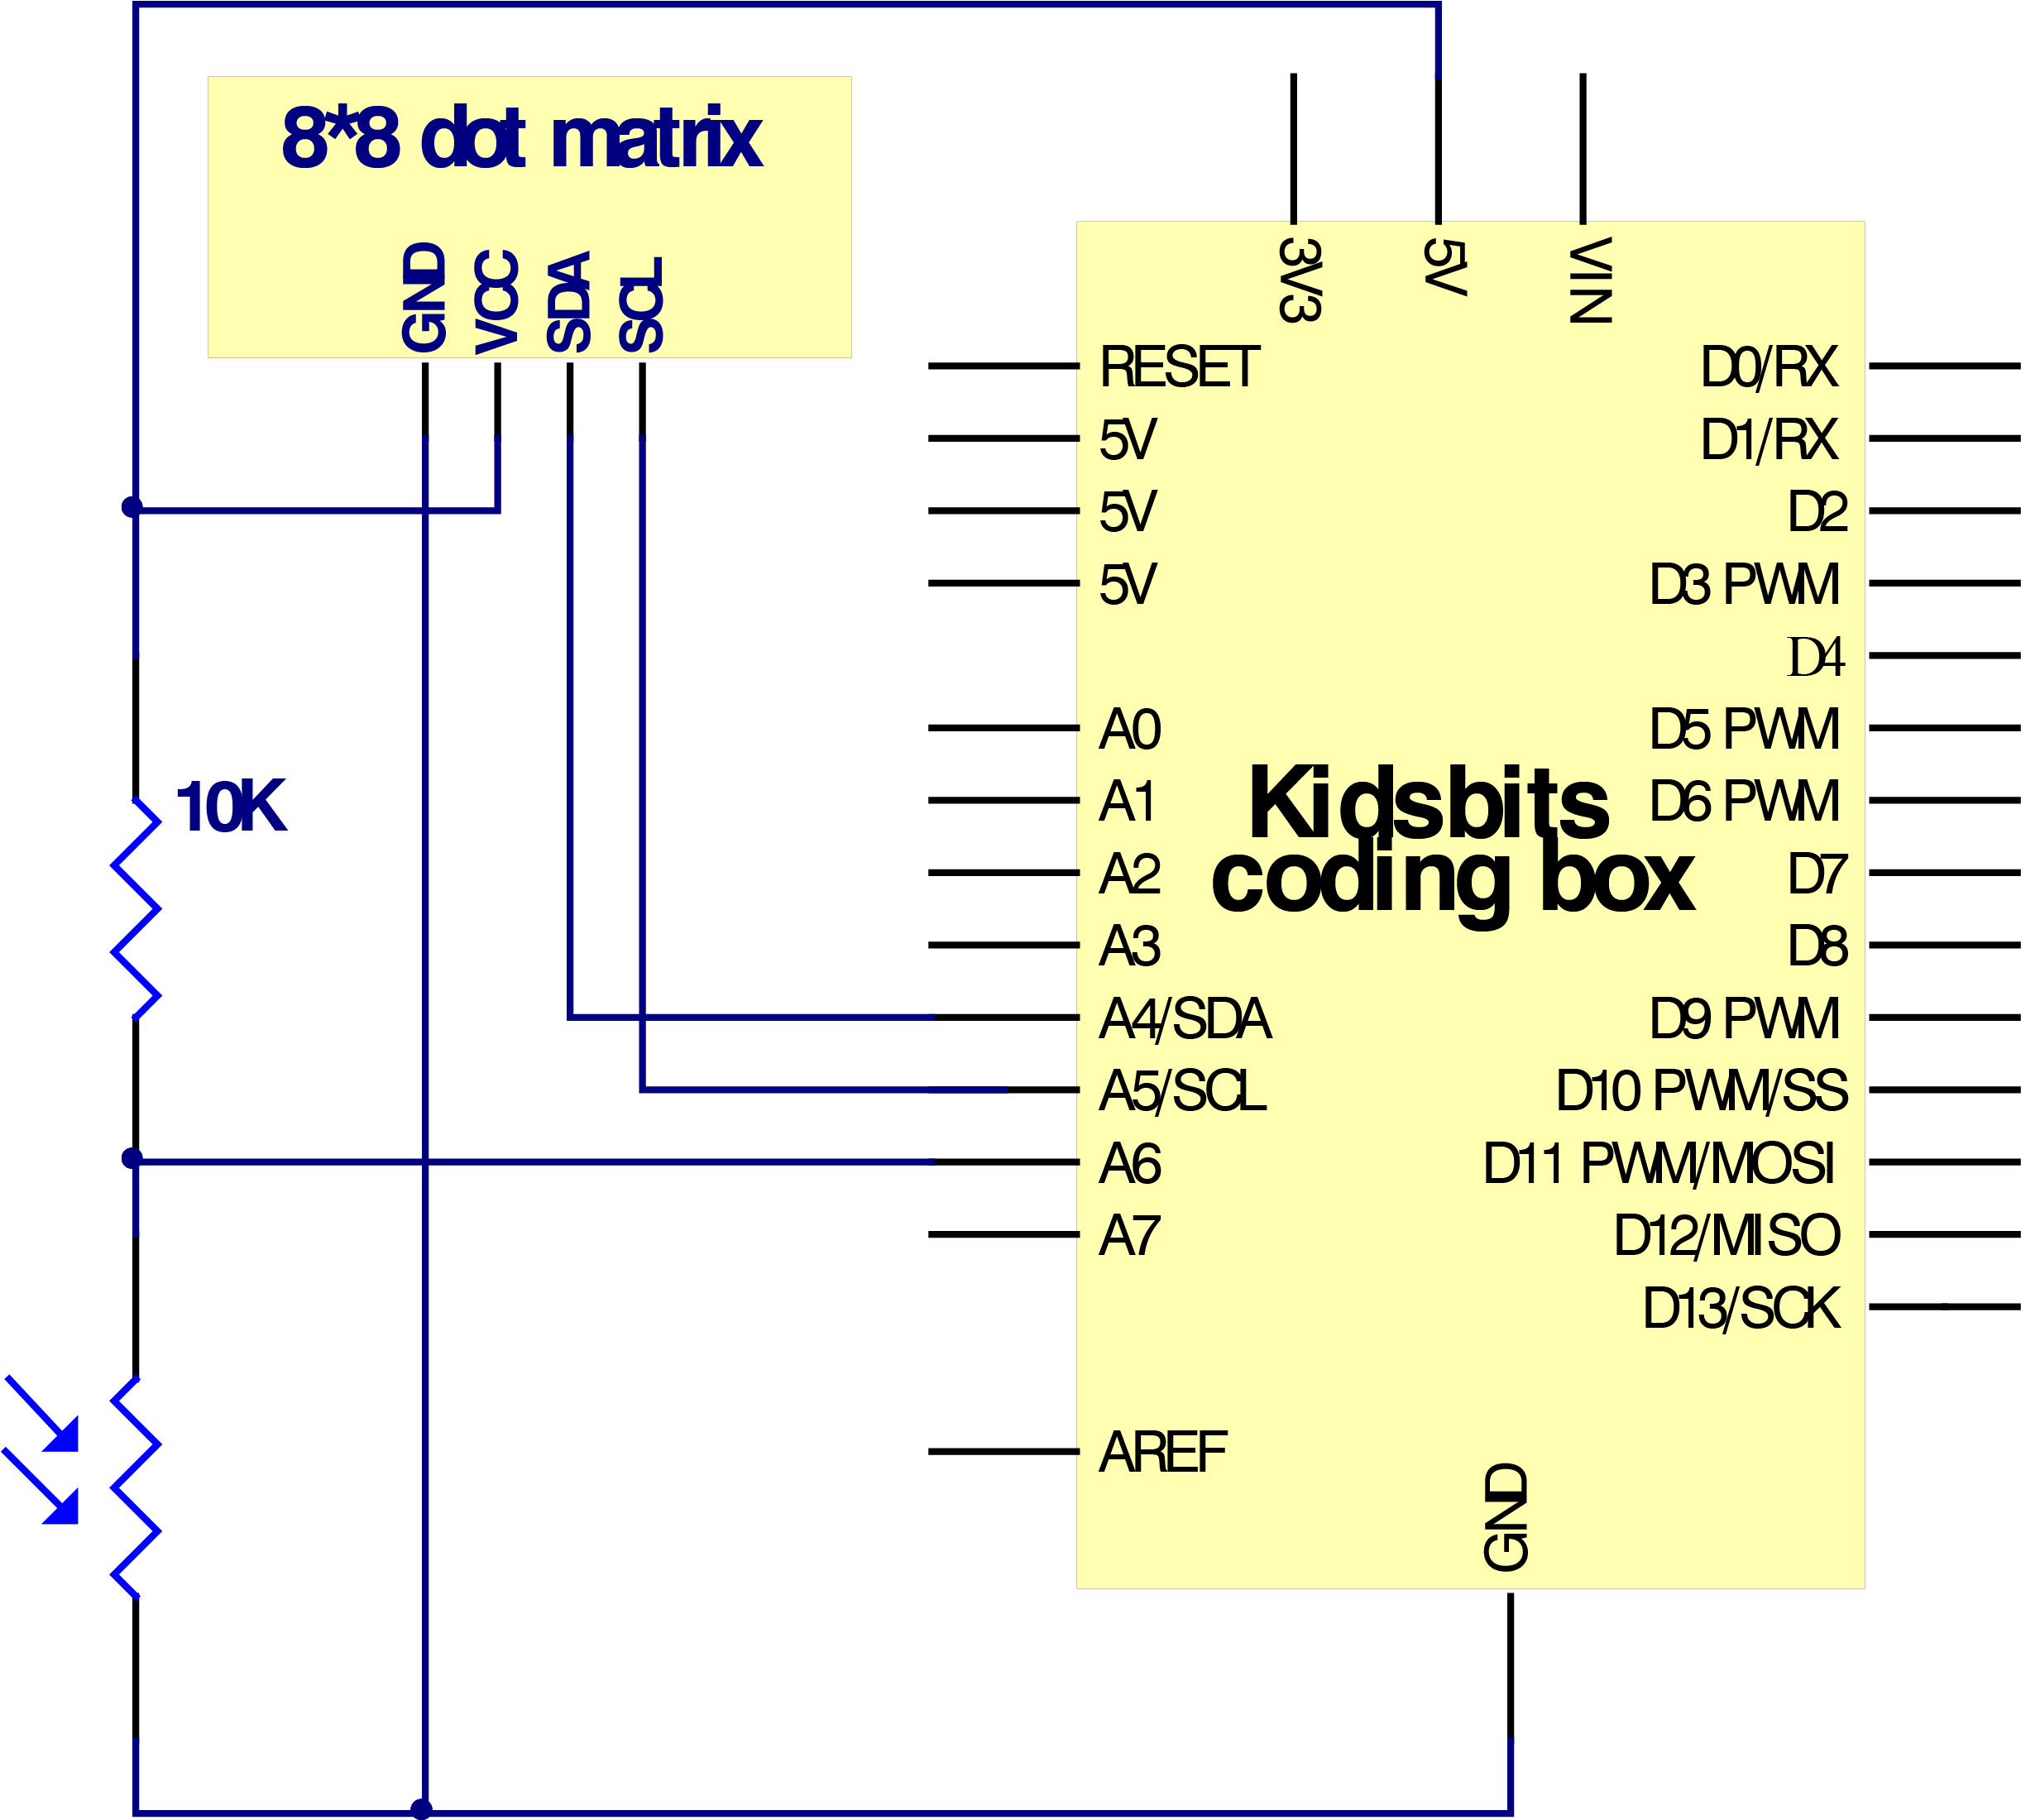 8*8 dot matrix
GND
VCC
SDA
SCL
10K
3V3
5V
VIN
RESET
5V
5V
5V
A0
A1
A2
A3
A4/SDA
A5/SCL
A6
A7
AREF
Kidsbits
coding box
D0/RX
D1/RX
D2
D3 PWM
D4
D5 PWM
D6 PWM
D7
D8
D9 PWM
D10 PWM/SS
D11 PWM/MOSI
D12/MISO
D13/SCK
GND